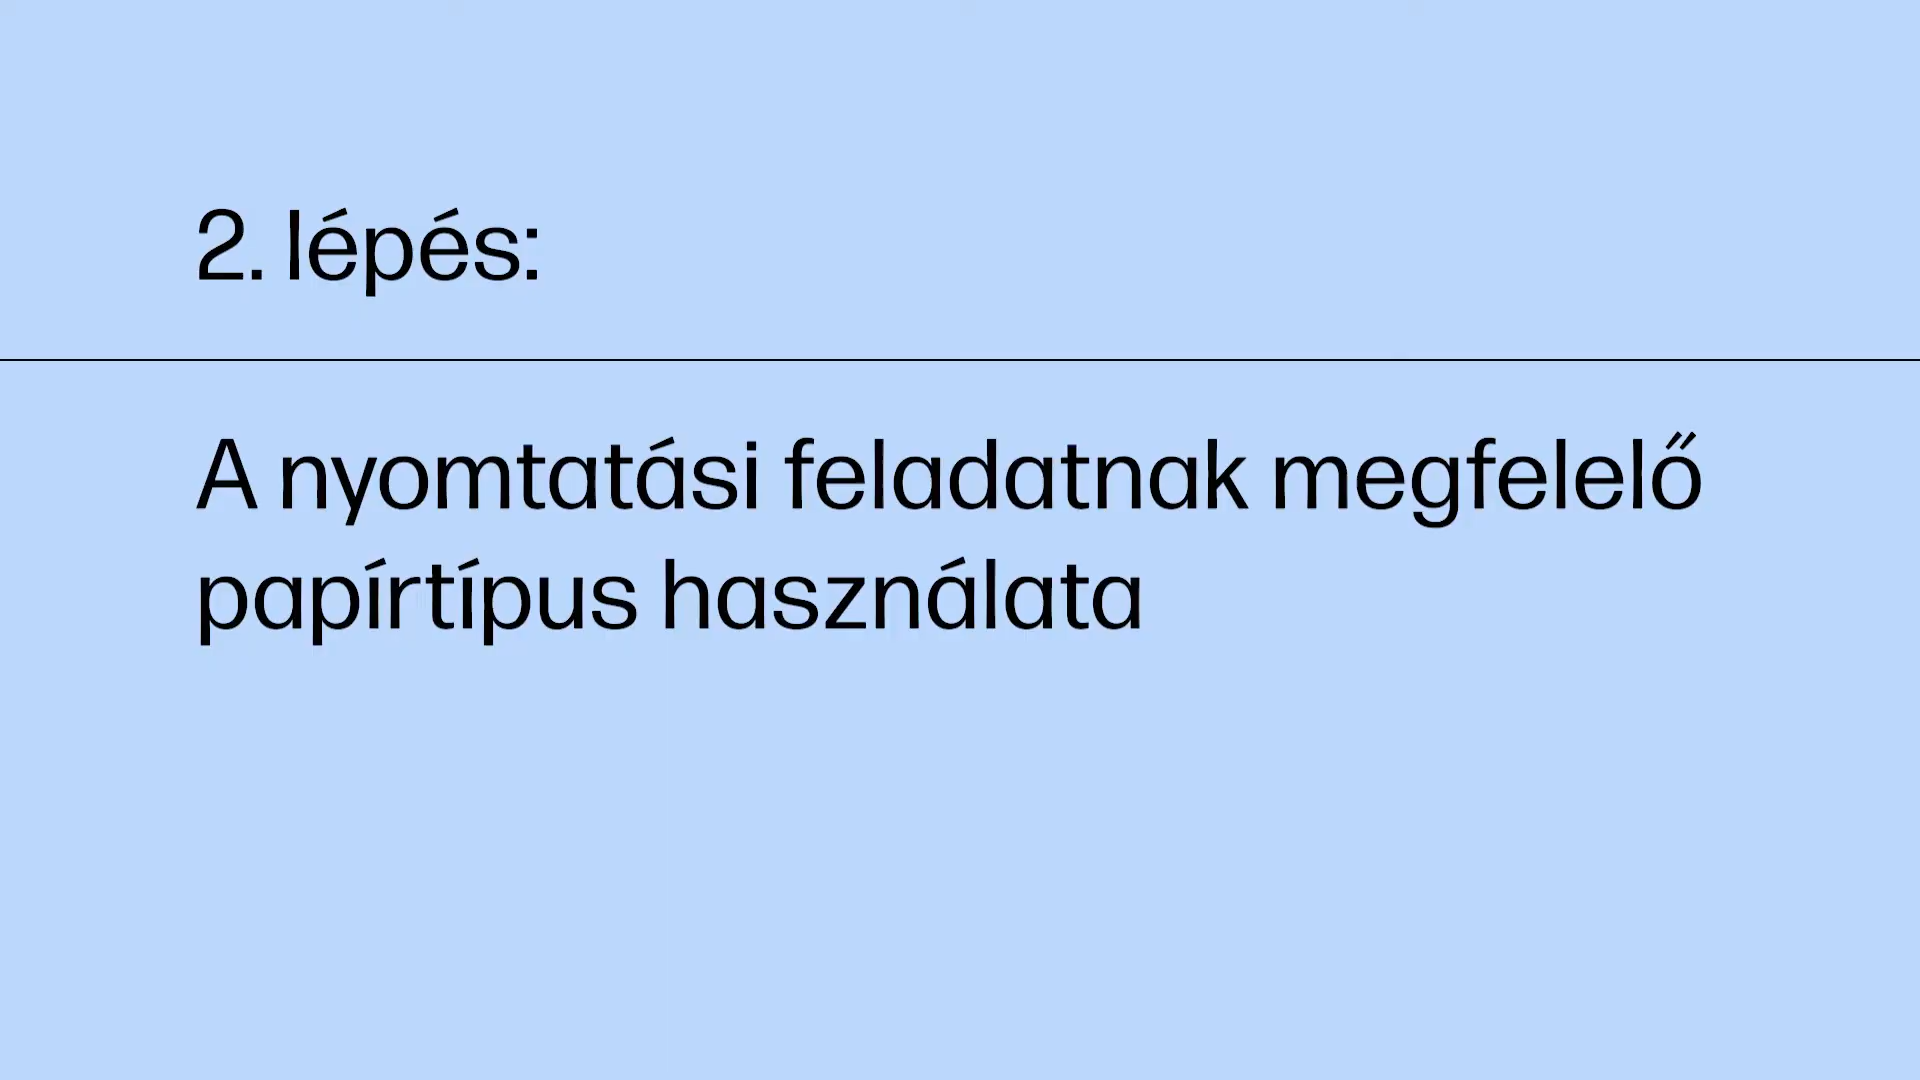 2. lépés:
A nyomtatási feladatnak megfelelő
papírtípus használata